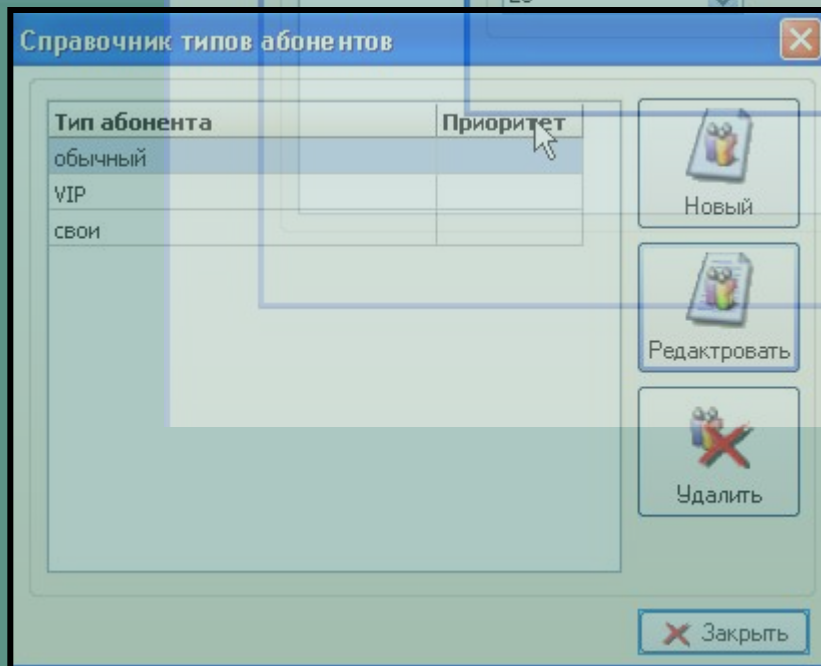 Справочник типов абонентов
Тип абонента Приоритет
обычный
VIP
свои
Новый
Редактровать
Удалить
Закрыть